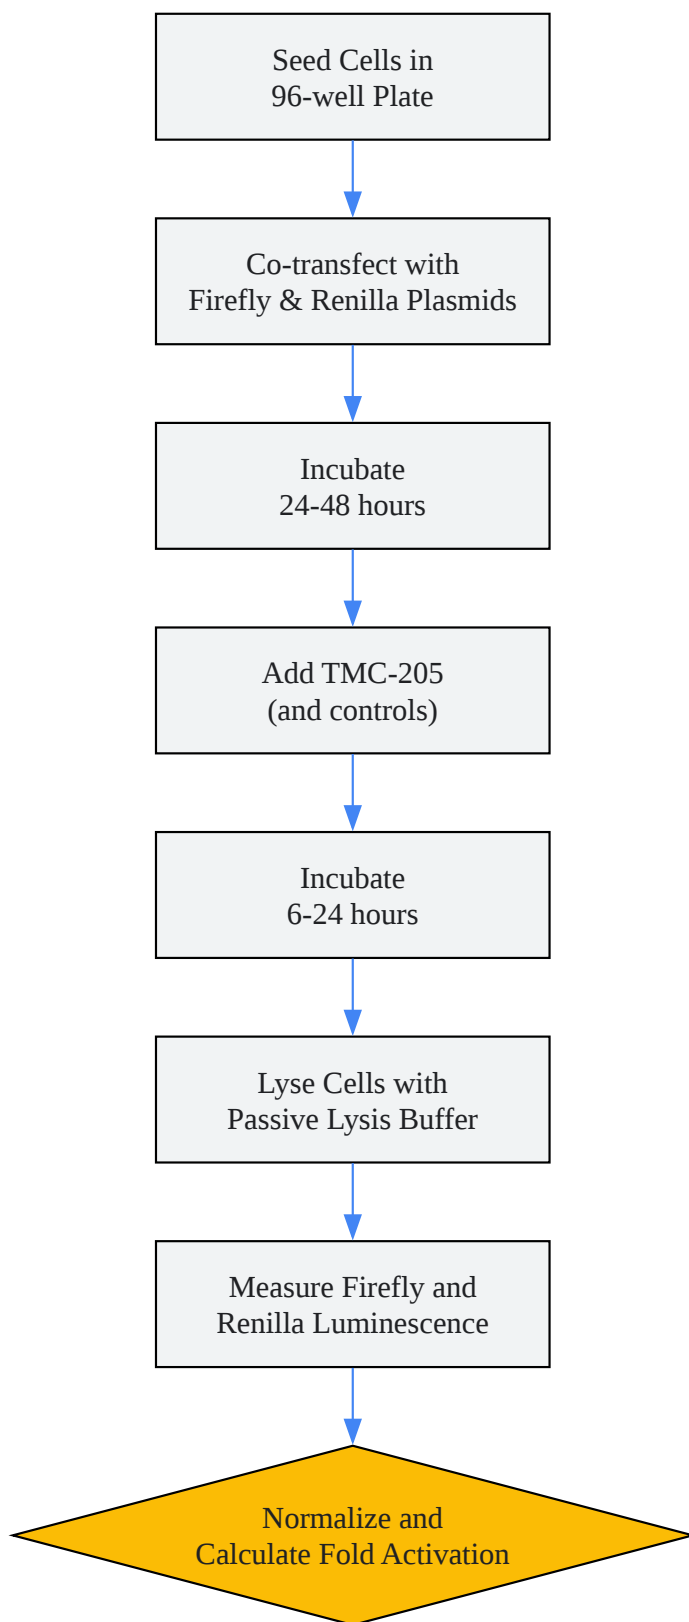 Seed Cells in
96-well Plate
Co-transfect with
Firefly & Renilla Plasmids
Incubate
24-48 hours
Add TMC-205
(and controls)
Incubate
6-24 hours
Lyse Cells with
Passive Lysis Buffer
Measure Firefly and
Renilla Luminescence
Normalize and
Calculate Fold Activation